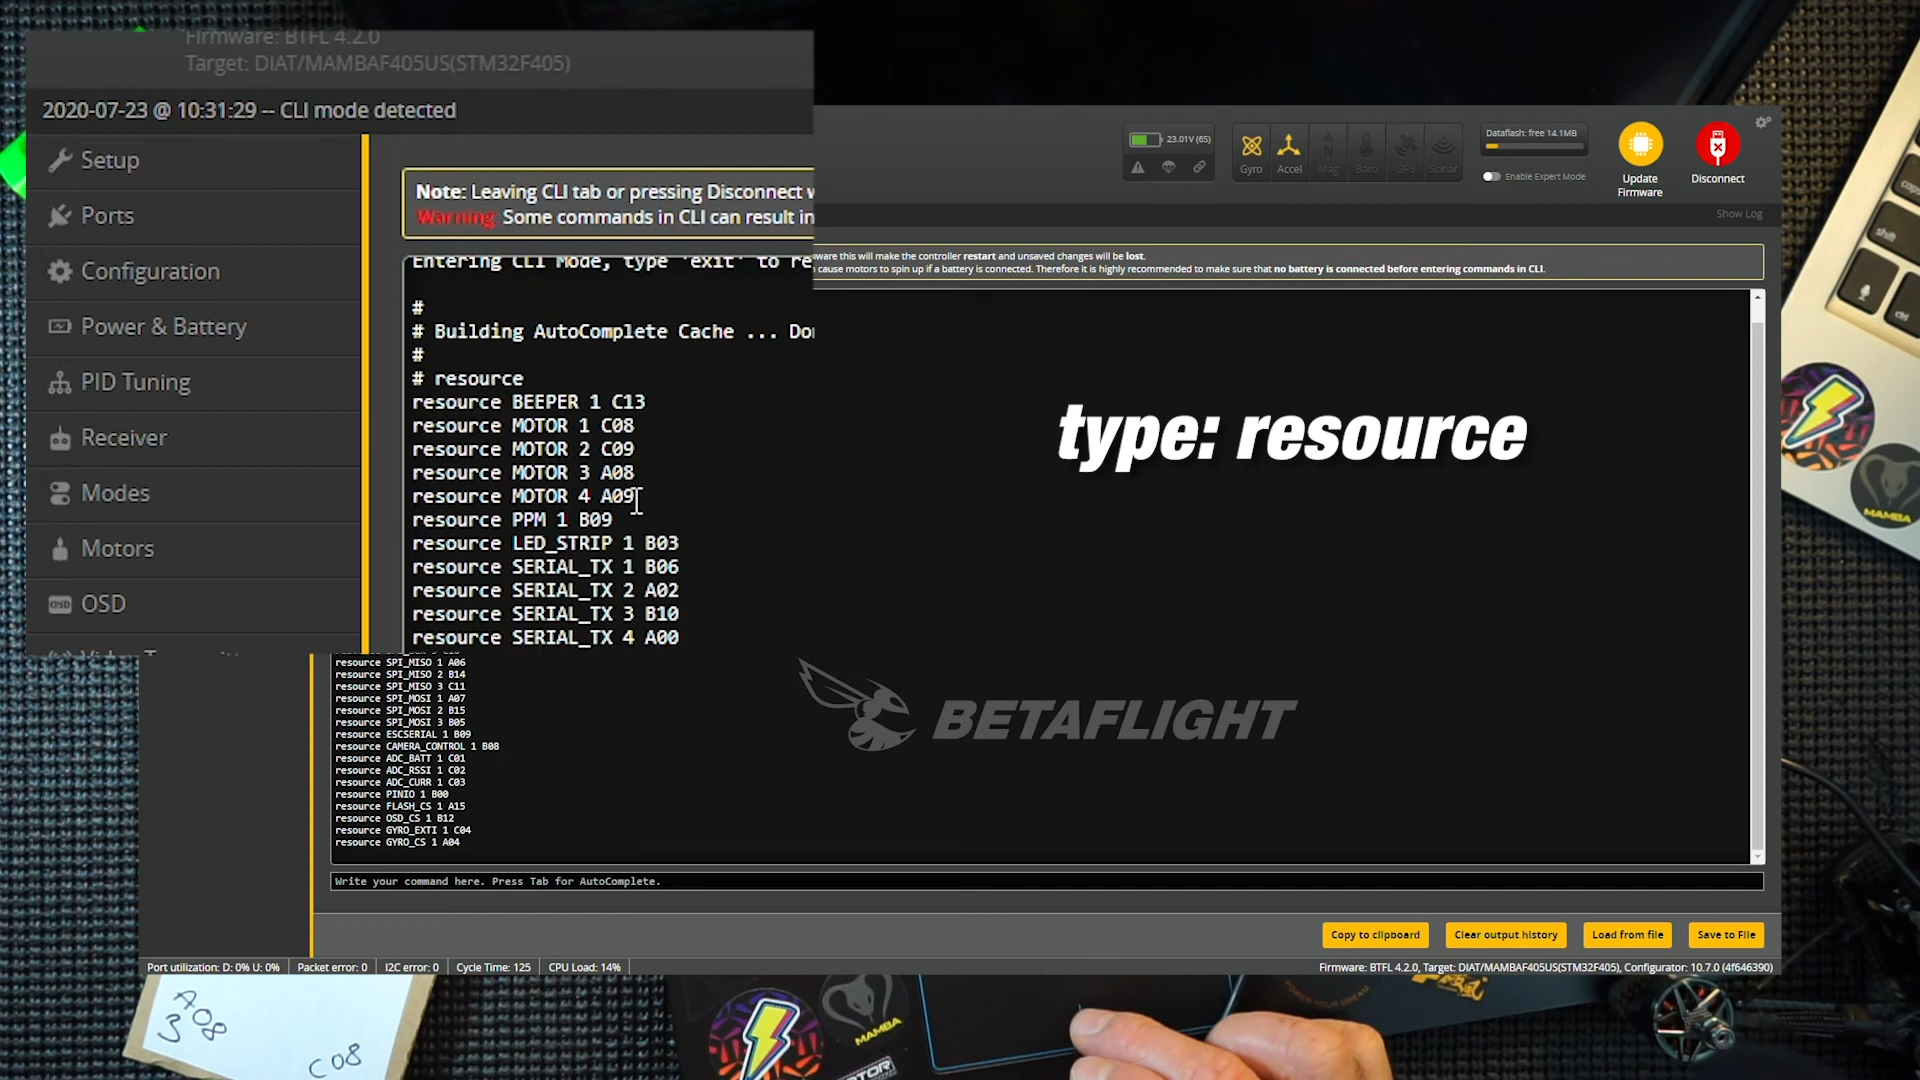 Firmware: BTFL 4.2.0
Target: DIAT/MAMBAF405US(STM32F405)
2020-07-23 @ 10:31:29 -- CLI mode detected
Setup
Ports
Configuration
Power & Battery
PID Tuning
Receiver
Modes
Motors
OSD
Note: Leaving CLI tab or pressing Disconnect
Warning: Some commands in CLI can result in
Entering CLI Mode, type 'exit' to
#
# Building AutoComplete Cache ...
#
# resource
resource BEEPER 1 C13
resource MOTOR 1 C08
resource MOTOR 2 C09
resource MOTOR 3 A08
resource MOTOR 4 A09
resource PPM 1 B09
resource LED_STRIP 1 B03
resource SERIAL_TX 1 B06
resource SERIAL_TX 2 A02
resource SERIAL_TX 3 B10
resource SERIAL_TX 4 A00
23.01V (6S)
Gyro
Accel
Mag
Baro
GPS
Sonar
Dataflash: free 14.1MB
Enable Expert Mode
Update
Firmware
Disconnect
Show Log
this will make the controller restart and unsaved changes will be lost.
cause motors to spin up if a battery is connected. Therefore it is highly recommended to make sure that no battery is connected before entering commands in CLI.
type: resource
resource SPI_MISO 1 A06
resource SPI_MISO 2 B14
resource SPI_MISO 3 C11
resource SPI_MOSI 1 A07
resource SPI_MOSI 2 B15
resource SPI_MOSI 3 B05
resource ESCSERIAL 1 B09
resource CAMERA_CONTROL 1 B08
resource ADC_BATT 1 C01
resource ADC_RSSI 1 C02
resource ADC_CURR 1 C03
resource PINIO 1 B00
resource FLASH_CS 1 A15
resource OSD_CS 1 B12
resource GYRO_EXTI 1 C04
resource GYRO_CS 1 A04
BETAFLIGHT
Write your command here. Press Tab for AutoComplete.
Copy to clipboard
Clear output history
Load from file
Save to File
Port utilization: D: 0% U: 0%
Packet error: 0
I2C error: 0
Cycle Time: 125
CPU Load: 14%
Firmware: BTFL 4.2.0, Target: DIAT/MAMBAF405US(STM32F405), Configurator: 10.7.0 (4f646390)
A08
3
C08
MAMBA
MAMBA
shift
ctrl